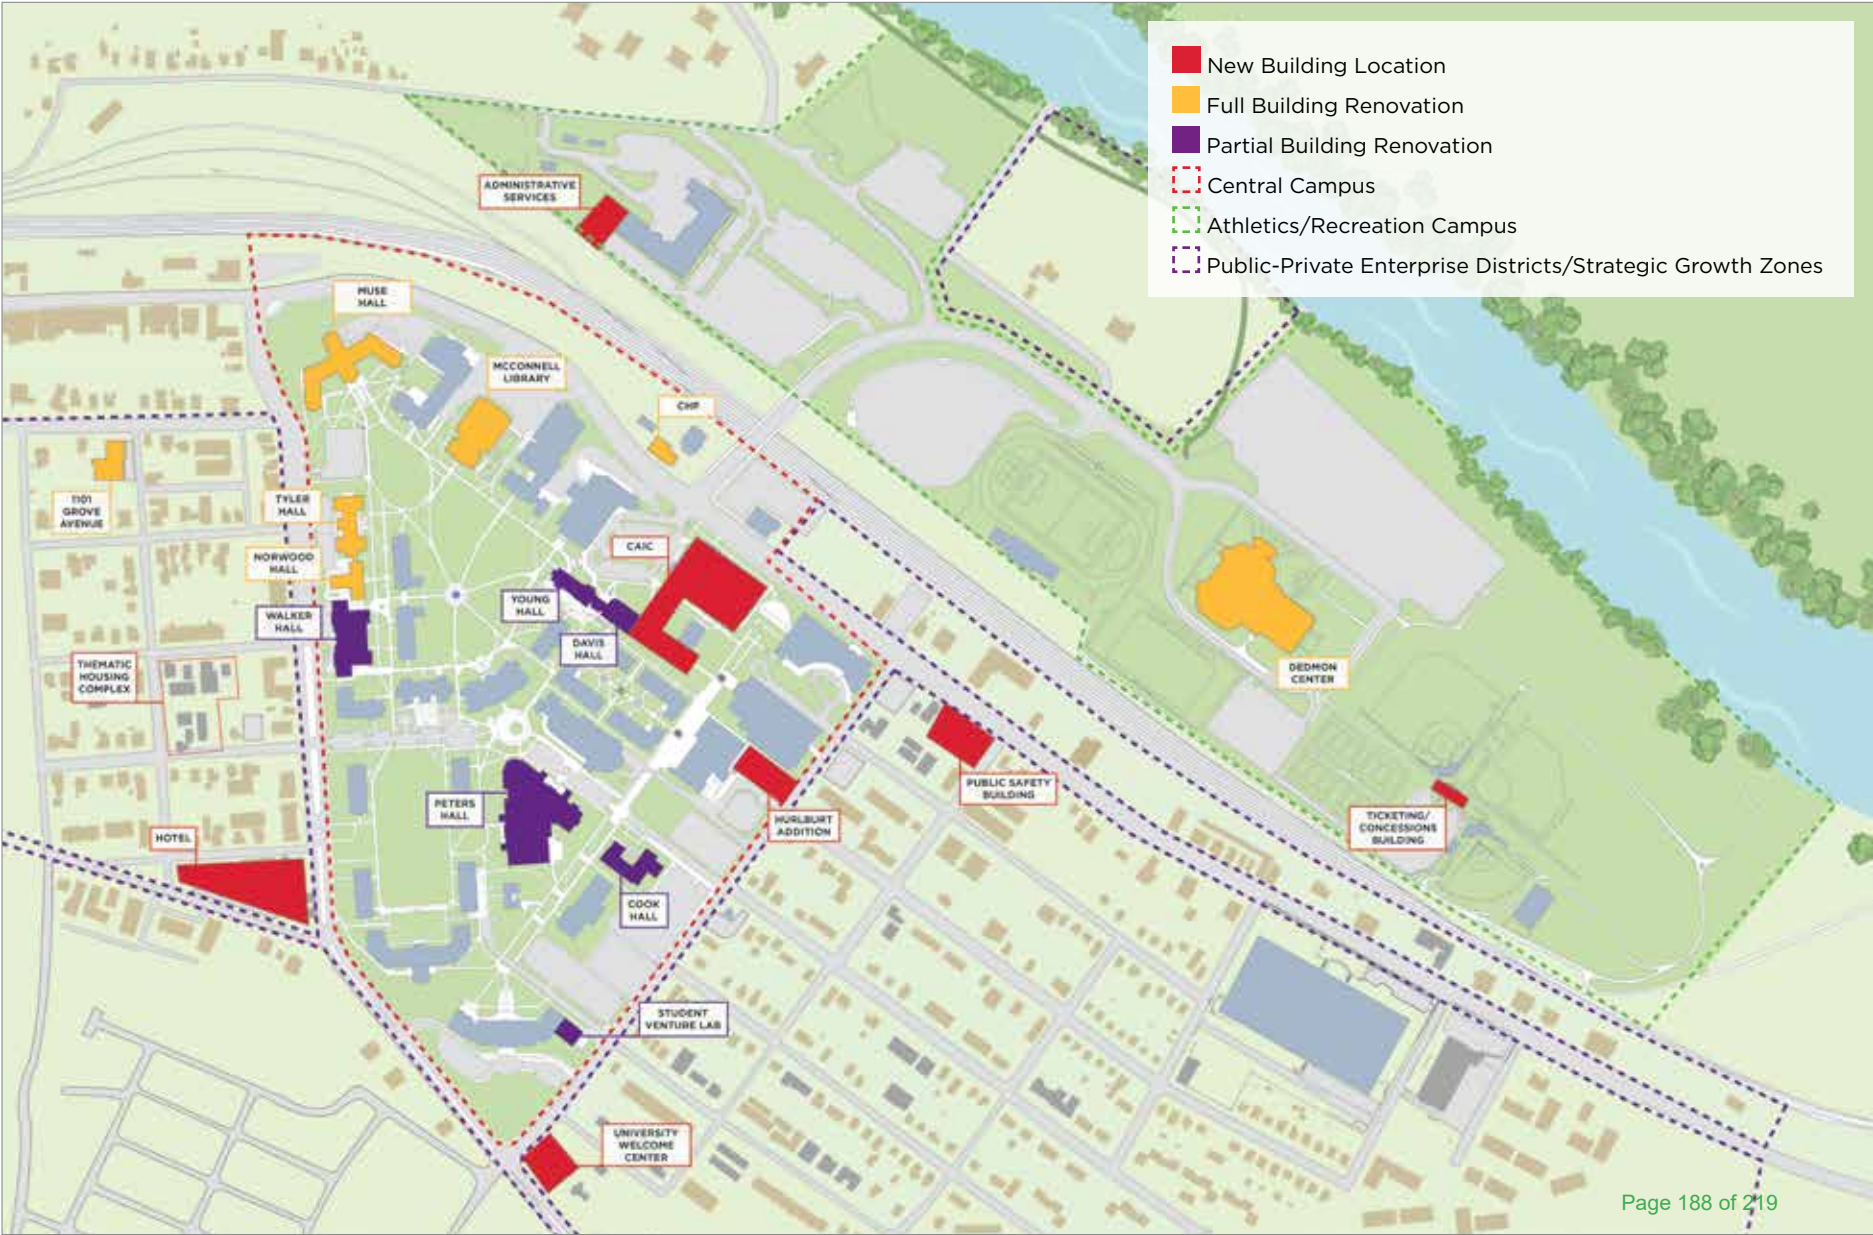 New Building Location
Full Building Renovation
Partial Building Renovation
Central Campus
Athletics/Recreation Campus
Public-Private Enterprise Districts/Strategic Growth Zones
ADMINISTRATIVE
SERVICES
MUSE
HALL
MCCONNELL
LIBRARY
CHP
1101
GROVE
AVENUE
TYLER
HALL
NORWOOD
HALL
CAIC
YOUNG
HALL
WALKER
HALL
DAVIS
HALL
THEMATIC
HOUSING
COMPLEX
DEDMON
CENTER
PUBLIC SAFETY
BUILDING
PETERS
HALL
HURLBURT
ADDITION
TICKETING/
CONCESSIONS
BUILDING
HOTEL
COOK
HALL
STUDENT
VENTURE LAB
UNIVERSITY
WELCOME
CENTER
Page 188 of 219